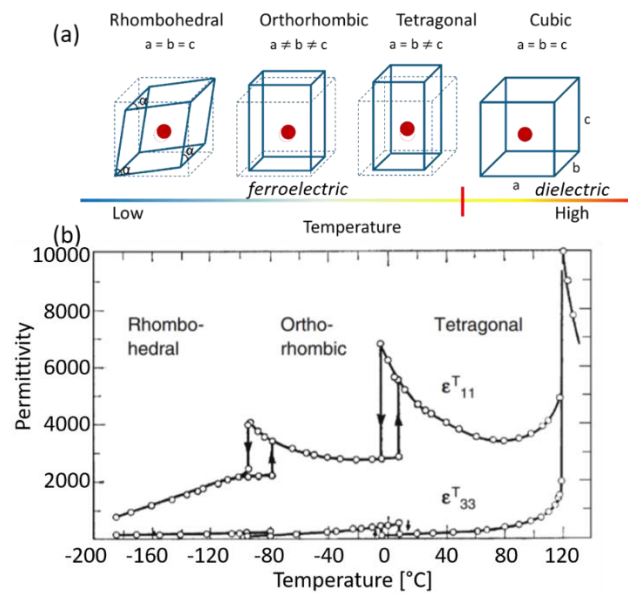 (a)
Rhombohedral Orthorhombic Tetragonal Cubic
a = b = c a ≠ b ≠ c a = b ≠ c a = b = c
α
α
α
c
b
a
ferroelectric dielectric
Low High
Temperature
(b)
10000
8000
6000
4000
2000
Permittivity
Rhombo-
hedral
Ortho-
rhombic
Tetragonal
εᵀ₁₁
εᵀ₃₃
-200 -160 -120 -80 -40 0 40 80 120
Temperature [°C]